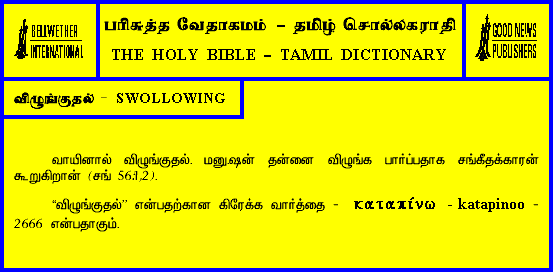 BELLWETHER
INTERNATIONAL
பரிசுத்த வேதாகமம் – தமிழ் சொல்லகராதி
THE HOLY BIBLE – TAMIL DICTIONARY
GOOD NEWS
PUBLISHERS
விழுங்குதல் - SWOLLOWING
வாயினால் விழுங்குதல். மனுஷன் தன்னை விழுங்க பார்ப்பதாக சங்கீதக்காரன்
கூறுகிறான் (சங் 56:1,2).
“விழுங்குதல்” என்பதற்கான கிரேக்க வார்த்தை - καταπίνω - katapinoo -
2666 என்பதாகும்.